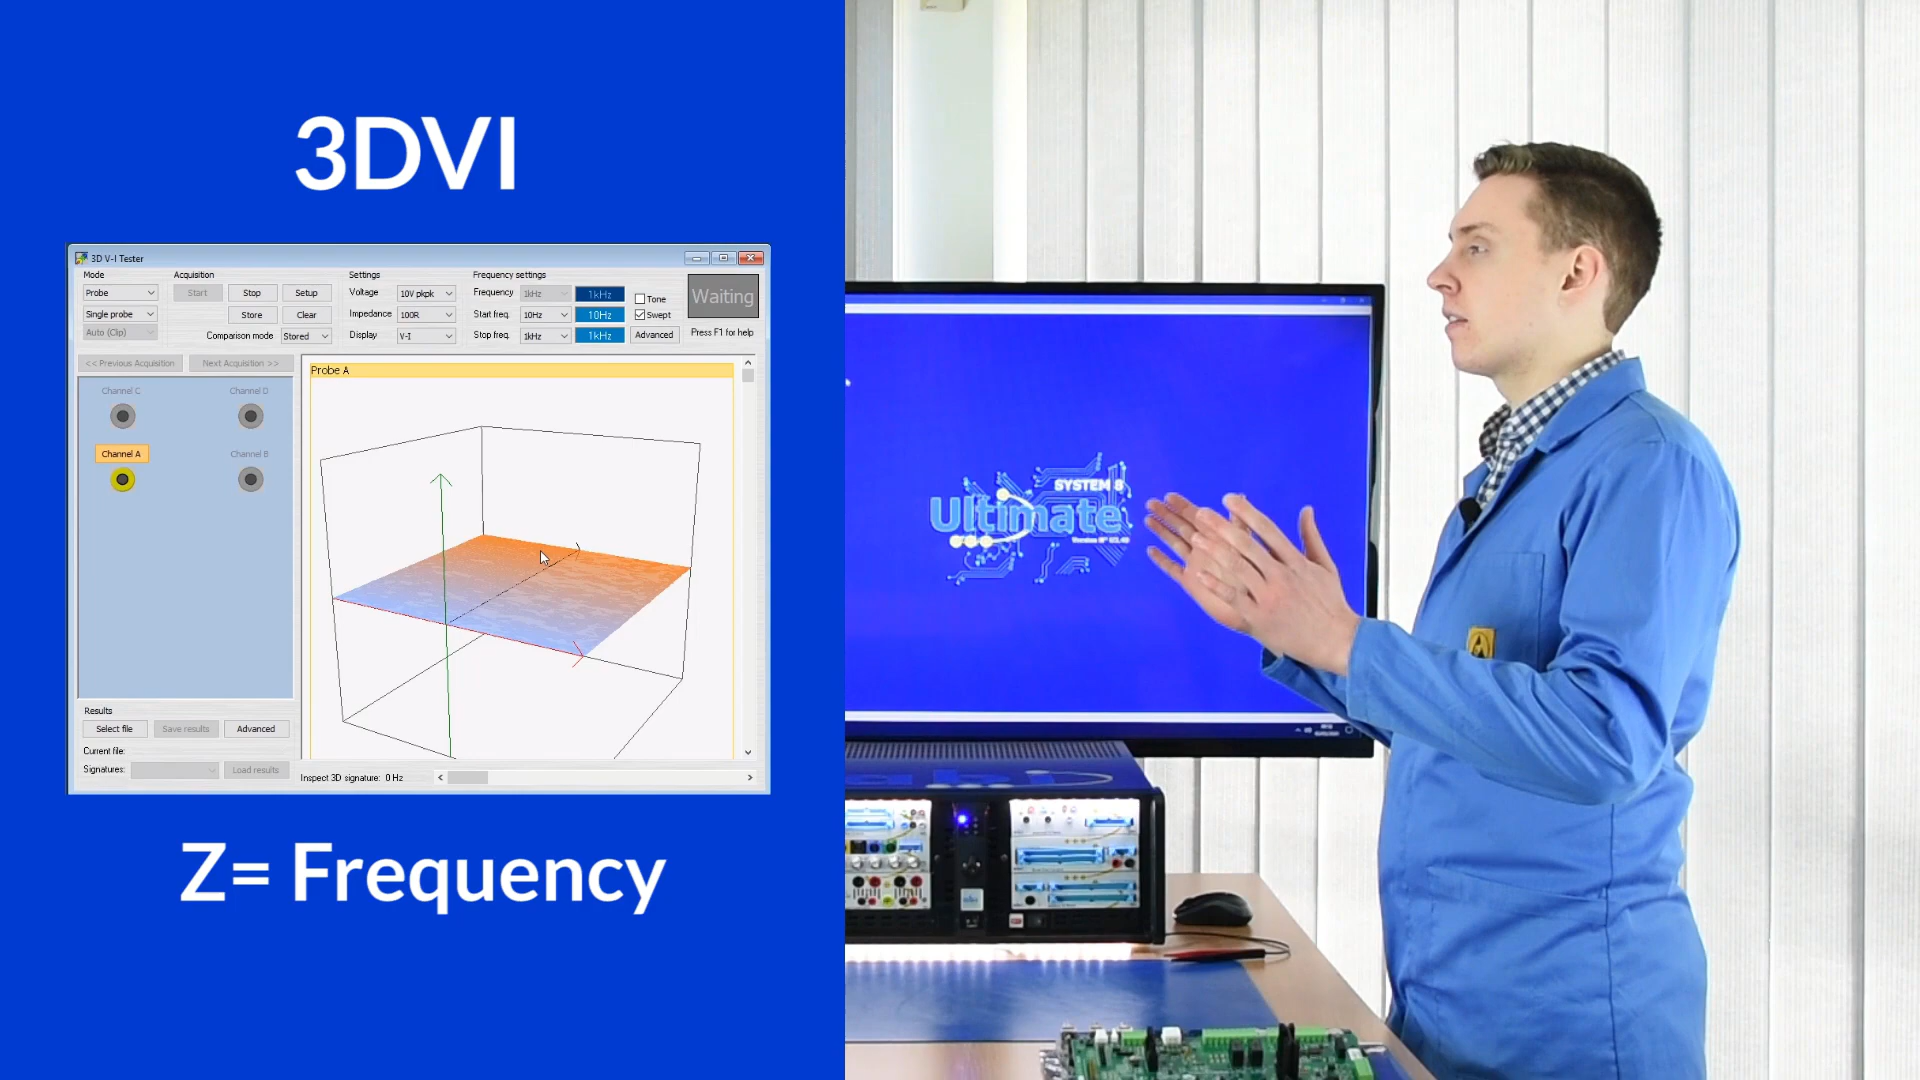 3DVI
3D V-I Tester
Mode
Acquisition
Settings
Frequency settings
Probe
Start
Stop
Setup
Voltage
10V pkpk
Frequency
1kHz
1kHz
Tone
Waiting
Single probe
Store
Clear
Impedance
100R
Start freq.
10Hz
10Hz
Swept
Auto (Clip)
Comparison mode
Stored
Display
V-I
Stop freq.
1kHz
1kHz
Advanced
Press F1 for help
<< Previous Acquisition
Next Acquisition >>
Probe A
Channel C
Channel D
Channel A
Channel B
Results
Select file
Save results
Advanced
Current file:
Signatures:
Load results
Inspect 3D signature: 0 Hz
Z= Frequency
SYSTEM 8
Ultimate